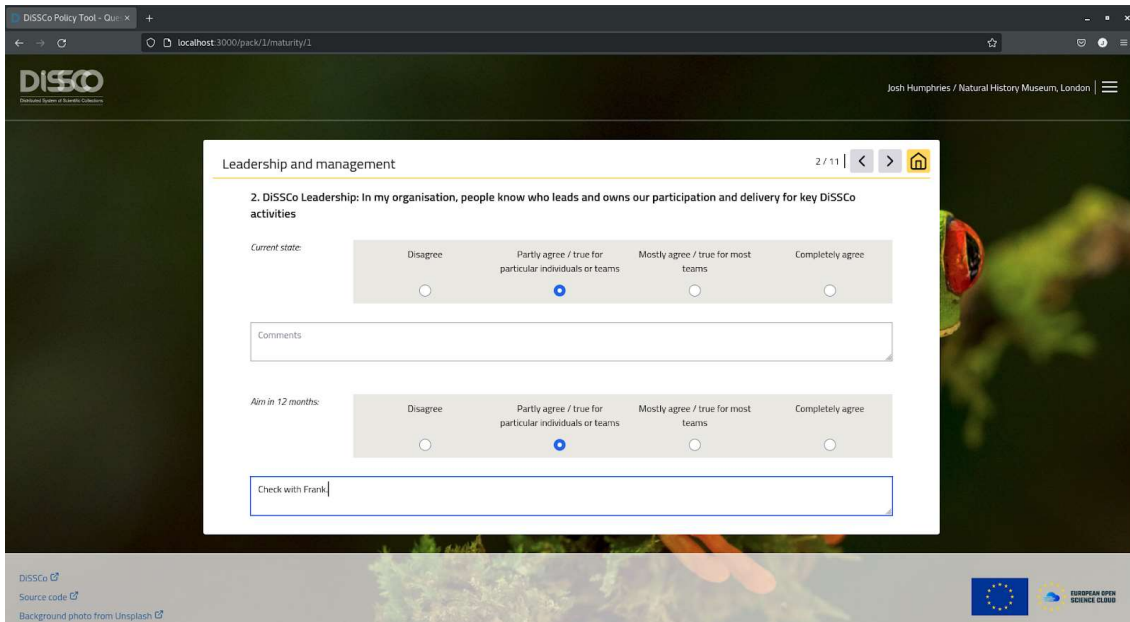 DiSSCo Policy Tool - Que
localhost:3000/pack/1/maturity/1
DISSCO
Distributed System of Scientific Collections
Josh Humphries / Natural History Museum, London
Leadership and management
2 / 11
2. DiSSCo Leadership: In my organisation, people know who leads and owns our participation and delivery for key DiSSCo
activities
Current state:
Disagree
Partly agree / true for
particular individuals or teams
Mostly agree / true for most
teams
Completely agree
Comments
Aim in 12 months:
Disagree
Partly agree / true for
particular individuals or teams
Mostly agree / true for most
teams
Completely agree
Check with Frank.
DiSSCo
Source code
Background photo from Unsplash
EUROPEAN OPEN
SCIENCE CLOUD